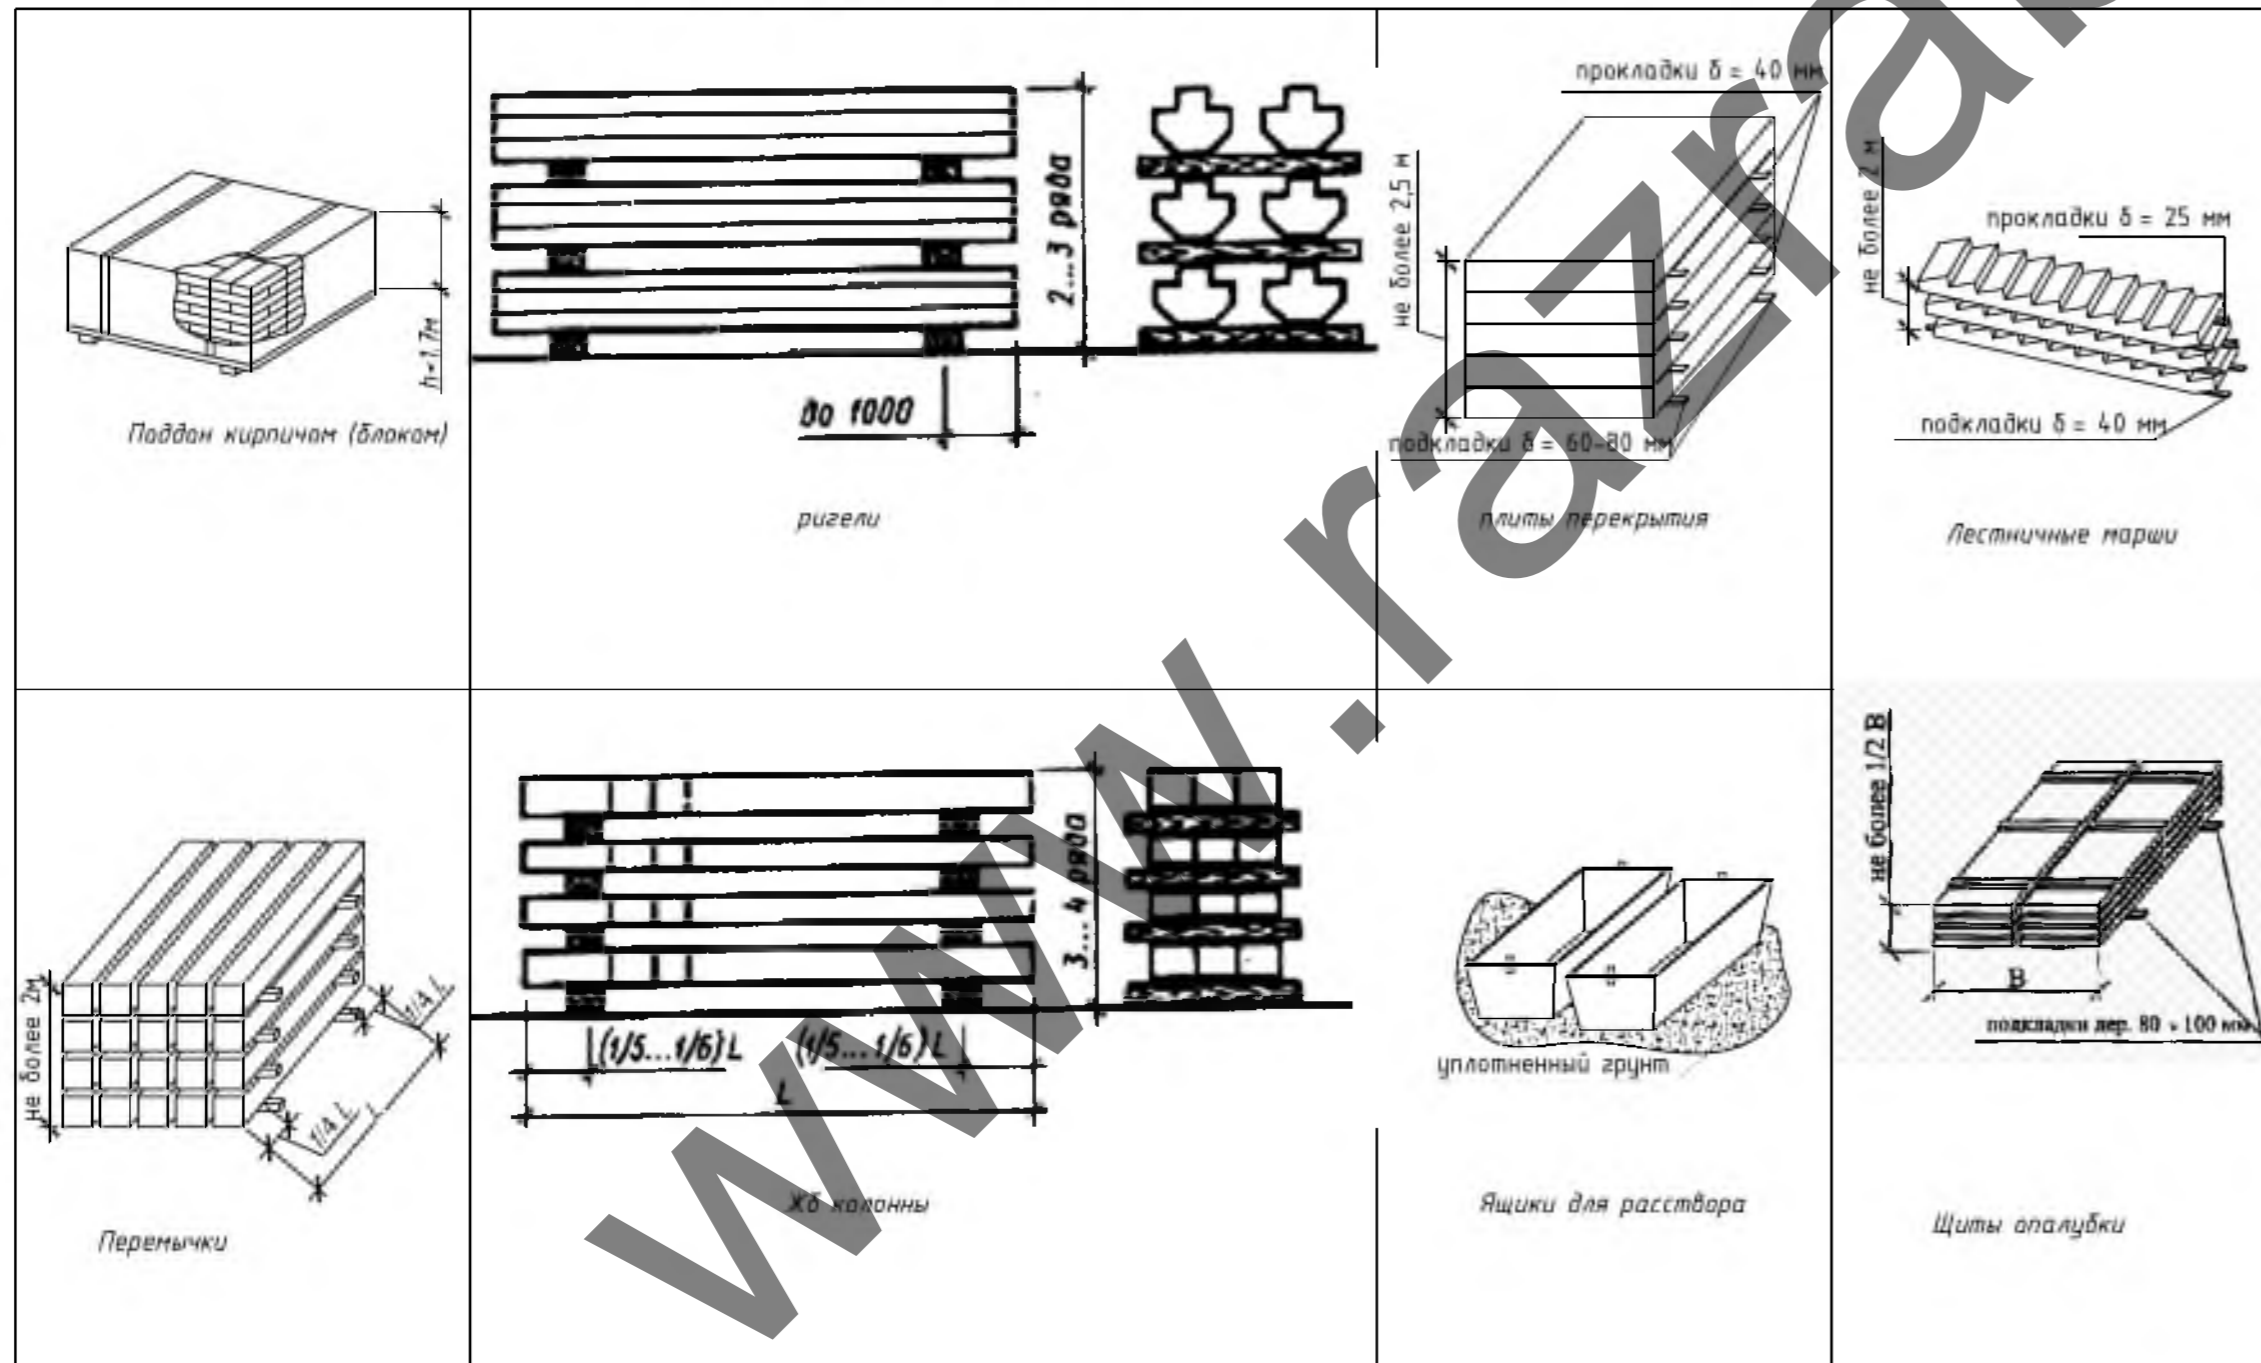 h=1,7м
Поддон кирпичом (блоком)
2...3 ряда
до 1000
ригели
прокладки δ = 40 мм
не более 2,5 м
подкладки δ = 60-80 мм
плиты перекрытия
не более 2 м
прокладки δ = 25 мм
подкладки δ = 40 мм
Лестничные марши
не более 2м
1/4 L
1/4 L
L
Перемычки
3... 4 ряда
(1/5...1/6)L
(1/5...1/6)L
L
Жб колонны
уплотненный грунт
Ящики для расствора
не более 1/2 В
В
подкладки дер. 80 × 100 мм
Щиты опалубки
www.razra